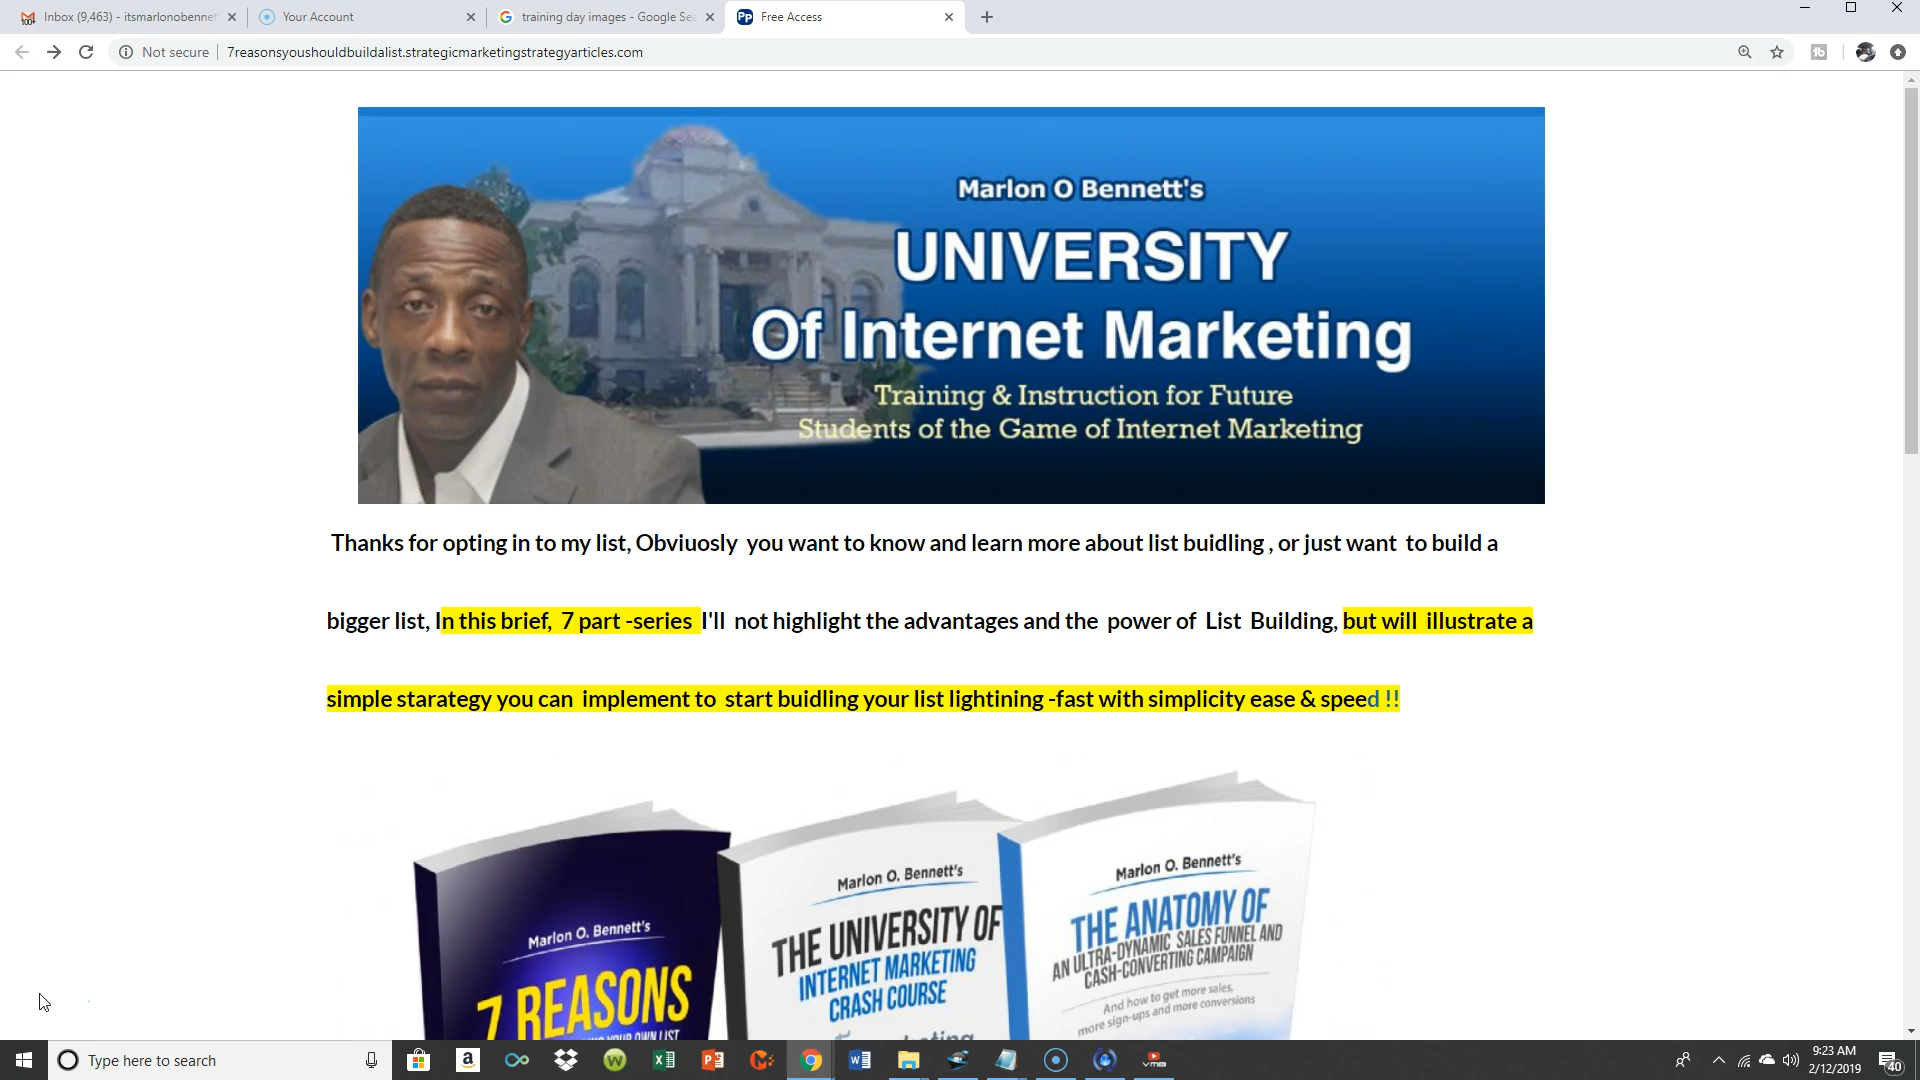 Inbox (9,463) - itsmarlonobennet
Your Account
training day images - Google Sea
Free Access
Not secure
7reasonsyoushouldbuildalist.strategicmarketingstrategyarticles.com
Marlon O Bennett's
UNIVERSITY
Of Internet Marketing
Training & Instruction for Future
Students of the Game of Internet Marketing
Thanks for opting in to my list, Obviuosly you want to know and learn more about list buidling , or just want to build a
bigger list, In this brief, 7 part -series I'll not highlight the advantages and the power of List Building, but will illustrate a
simple starategy you can implement to start buidling your list lightining -fast with simplicity ease & speed !!
Marlon O. Bennett's
7 REASONS
YOUR OWN LIST
Marlon O. Bennett's
THE UNIVERSITY OF
INTERNET MARKETING
CRASH COURSE
Marlon O. Bennett's
THE ANATOMY OF
AN ULTRA-DYNAMIC SALES FUNNEL AND
CASH-CONVERTING CAMPAIGN
And how to get more sales,
more sign-ups and more conversions
Type here to search
9:23 AM
2/12/2019
40